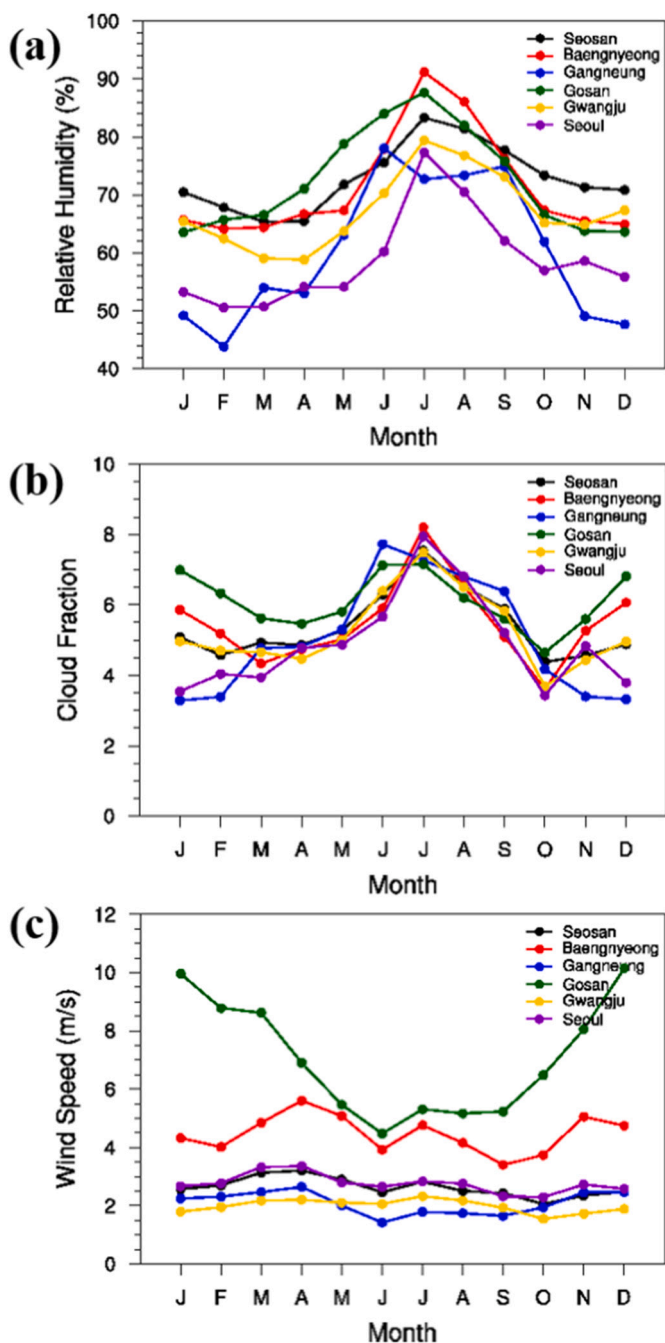 (a)
100
90
80
70
60
50
40
Relative Humidity (%)
Seosan
Baengnyeong
Gangneung
Gosan
Gwangju
Seoul
J F M A M J J A S O N D
Month
(b)
10
8
6
4
2
0
Cloud Fraction
Seosan
Baengnyeong
Gangneung
Gosan
Gwangju
Seoul
J F M A M J J A S O N D
Month
(c)
12
10
8
6
4
2
0
Wind Speed (m/s)
Seosan
Baengnyeong
Gangneung
Gosan
Gwangju
Seoul
J F M A M J J A S O N D
Month